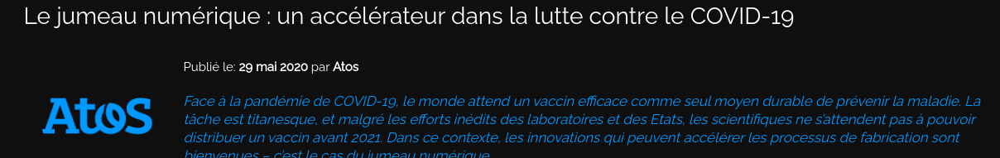 Le jumeau numérique : un accélérateur dans la lutte contre le COVID-19
Publié le: 29 mai 2020 par Atos
Atos
Face à la pandémie de COVID-19, le monde attend un vaccin efficace comme seul moyen durable de prévenir la maladie. La
tâche est titanesque, et malgré les efforts inédits des laboratoires et des Etats, les scientifiques ne s'attendent pas à pouvoir
distribuer un vaccin avant 2021. Dans ce contexte, les innovations qui peuvent accélérer les processus de fabrication sont
bienvenues – c'est le cas du jumeau numérique.